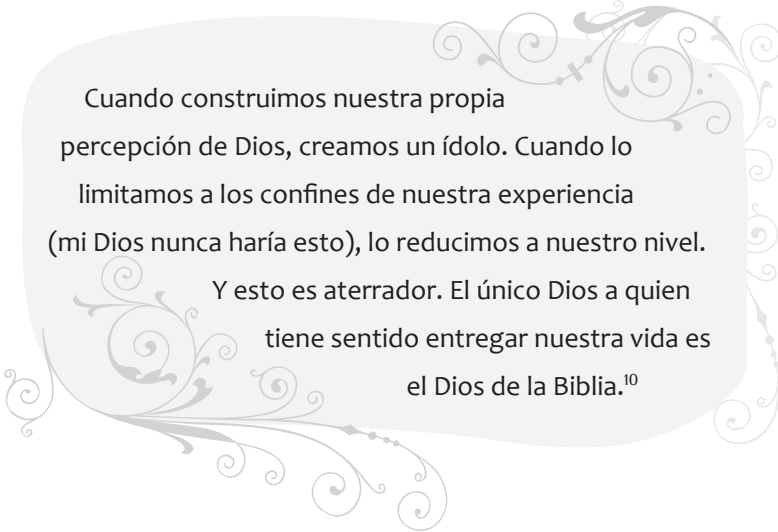 Cuando construimos nuestra propia
percepción de Dios, creamos un ídolo. Cuando lo
limitamos a los confines de nuestra experiencia
(mi Dios nunca haría esto), lo reducimos a nuestro nivel.
Y esto es aterrador. El único Dios a quien
tiene sentido entregar nuestra vida es
el Dios de la Biblia.¹⁰